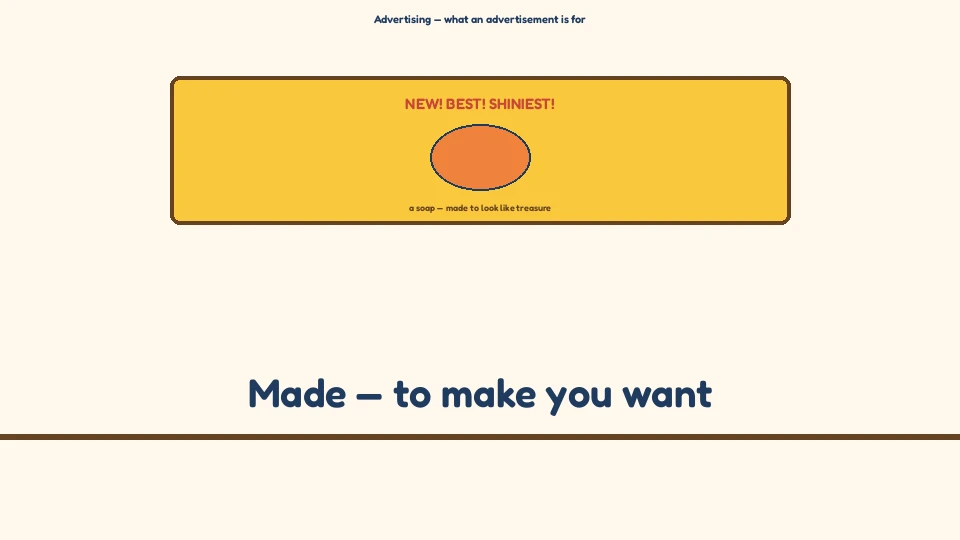 Advertising — what an advertisement is for
NEW! BEST! SHINIEST!
a soap — made to look like treasure
Made — to make you want